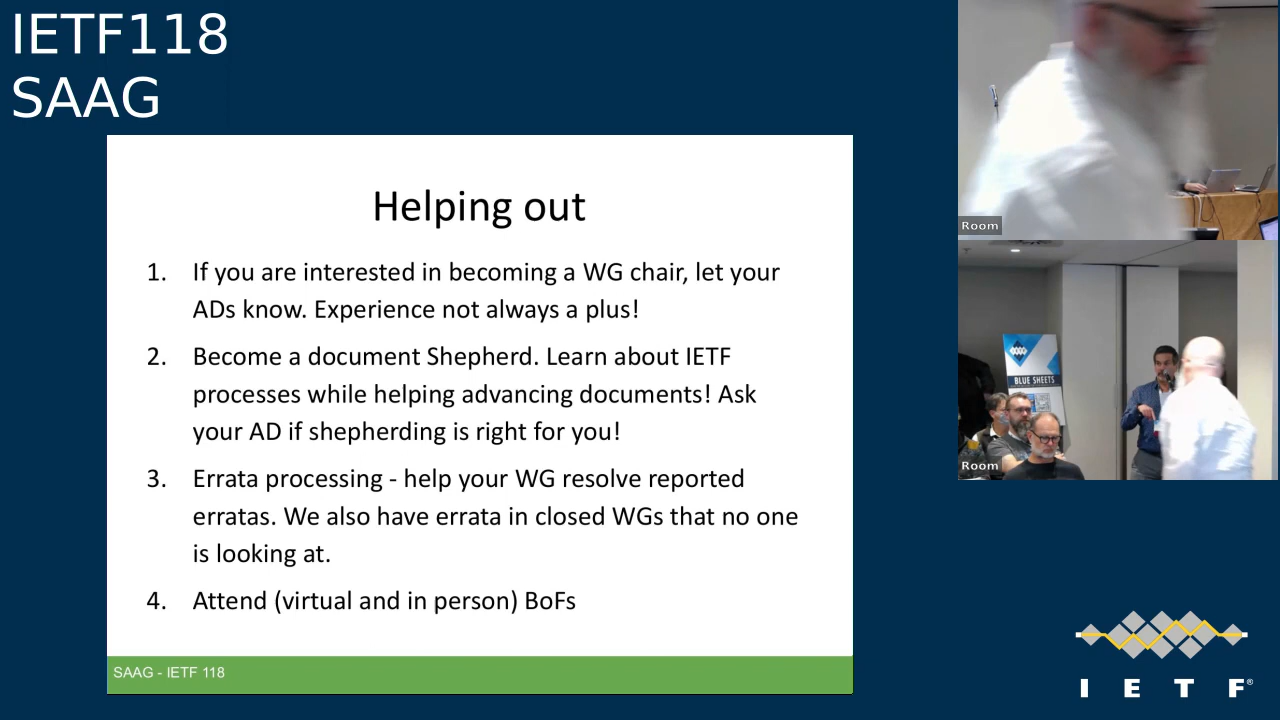 IETF118
SAAG
Helping out
1. If you are interested in becoming a WG chair, let your
ADs know. Experience not always a plus!
2. Become a document Shepherd. Learn about IETF
processes while helping advancing documents! Ask
your AD if shepherding is right for you!
3. Errata processing - help your WG resolve reported
erratas. We also have errata in closed WGs that no one
is looking at.
4. Attend (virtual and in person) BoFs
SAAG - IETF 118
Room
BLUE SHEETS
Room
I E T F®